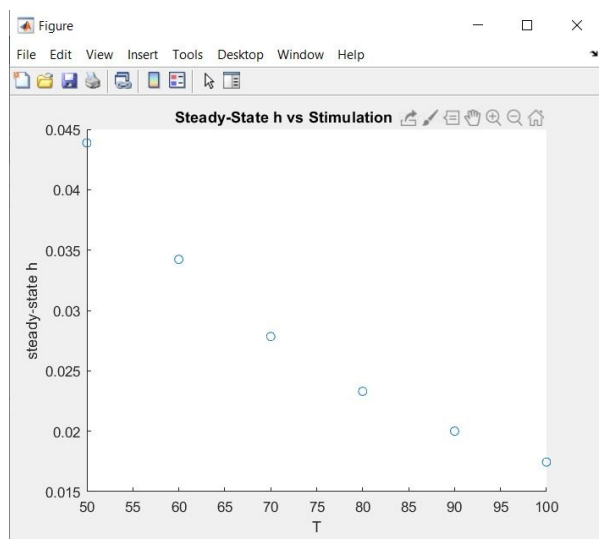 Figure
File Edit View Insert Tools Desktop Window Help
Steady-State h vs Stimulation
0.045
0.04
0.035
0.03
0.025
0.02
0.015
steady-state h
50 55 60 65 70 75 80 85 90 95 100
T